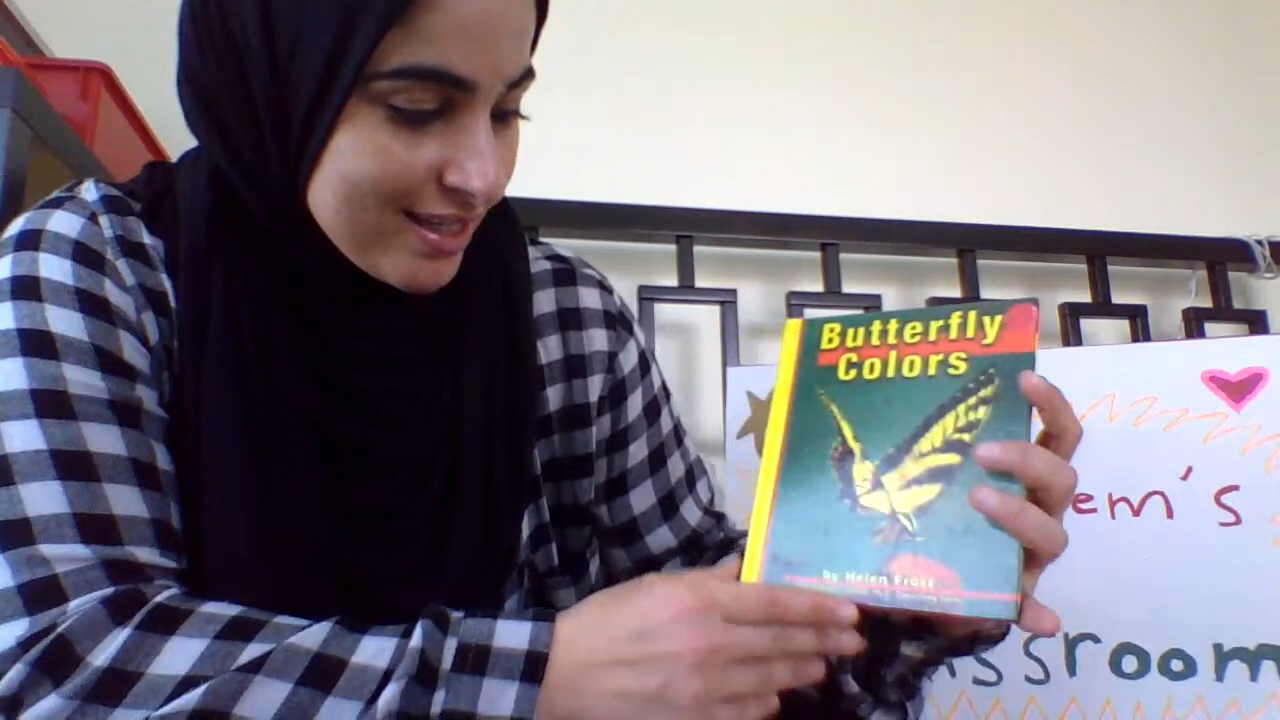 Butterfly
Colors
by Helen Frost
em's
ssroom